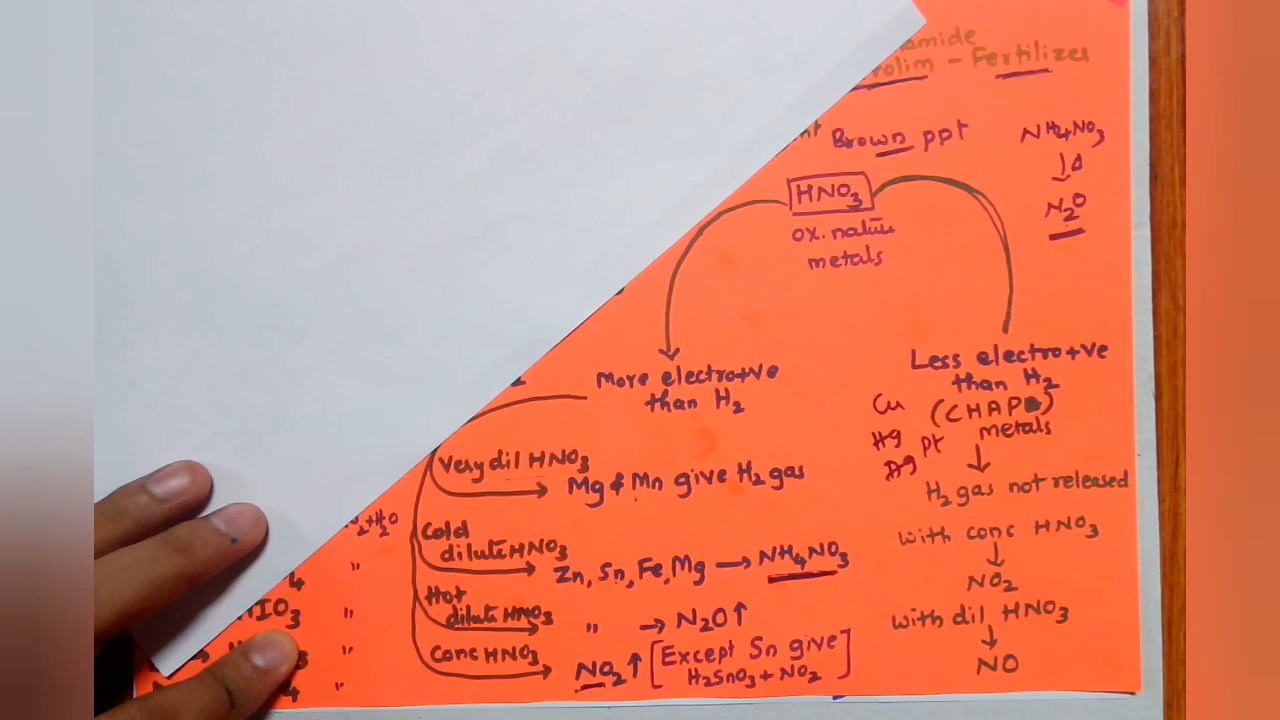 Fertilizer
Brown ppt
NH4NO3
↓Δ
N2O
HNO3
ox. nature
metals
More electro+ve
than H2
Very dil HNO3
Mg & Mn give H2 gas
Cold
dilute HNO3
Zn, Sn, Fe, Mg → NH4NO3
Hot
dilute HNO3
" → N2O↑
Conc HNO3
NO2↑ [Except Sn give
H2SnO3 + NO2]
Less electro+ve
than H2
(CHAP)
metals
Cu
Hg
Ag
Pt
H2 gas not released
with conc HNO3
NO2
with dil HNO3
NO
+H2O
"
"
"
"